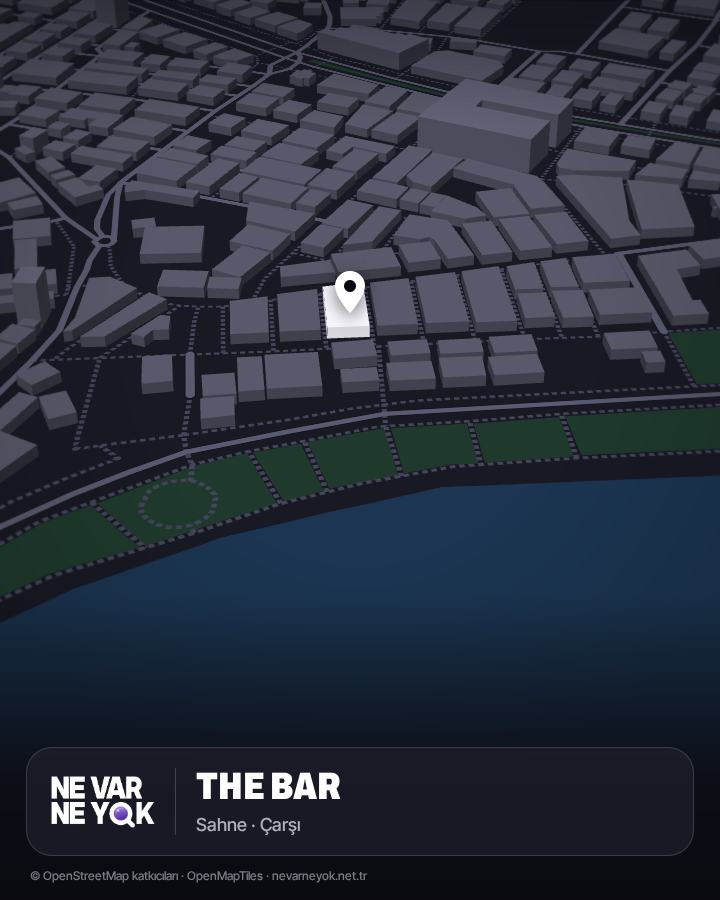 NE VAR
NE YOK
THE BAR
Sahne · Çarşı
© OpenStreetMap katkıcıları · OpenMapTiles · nevarneyok.net.tr